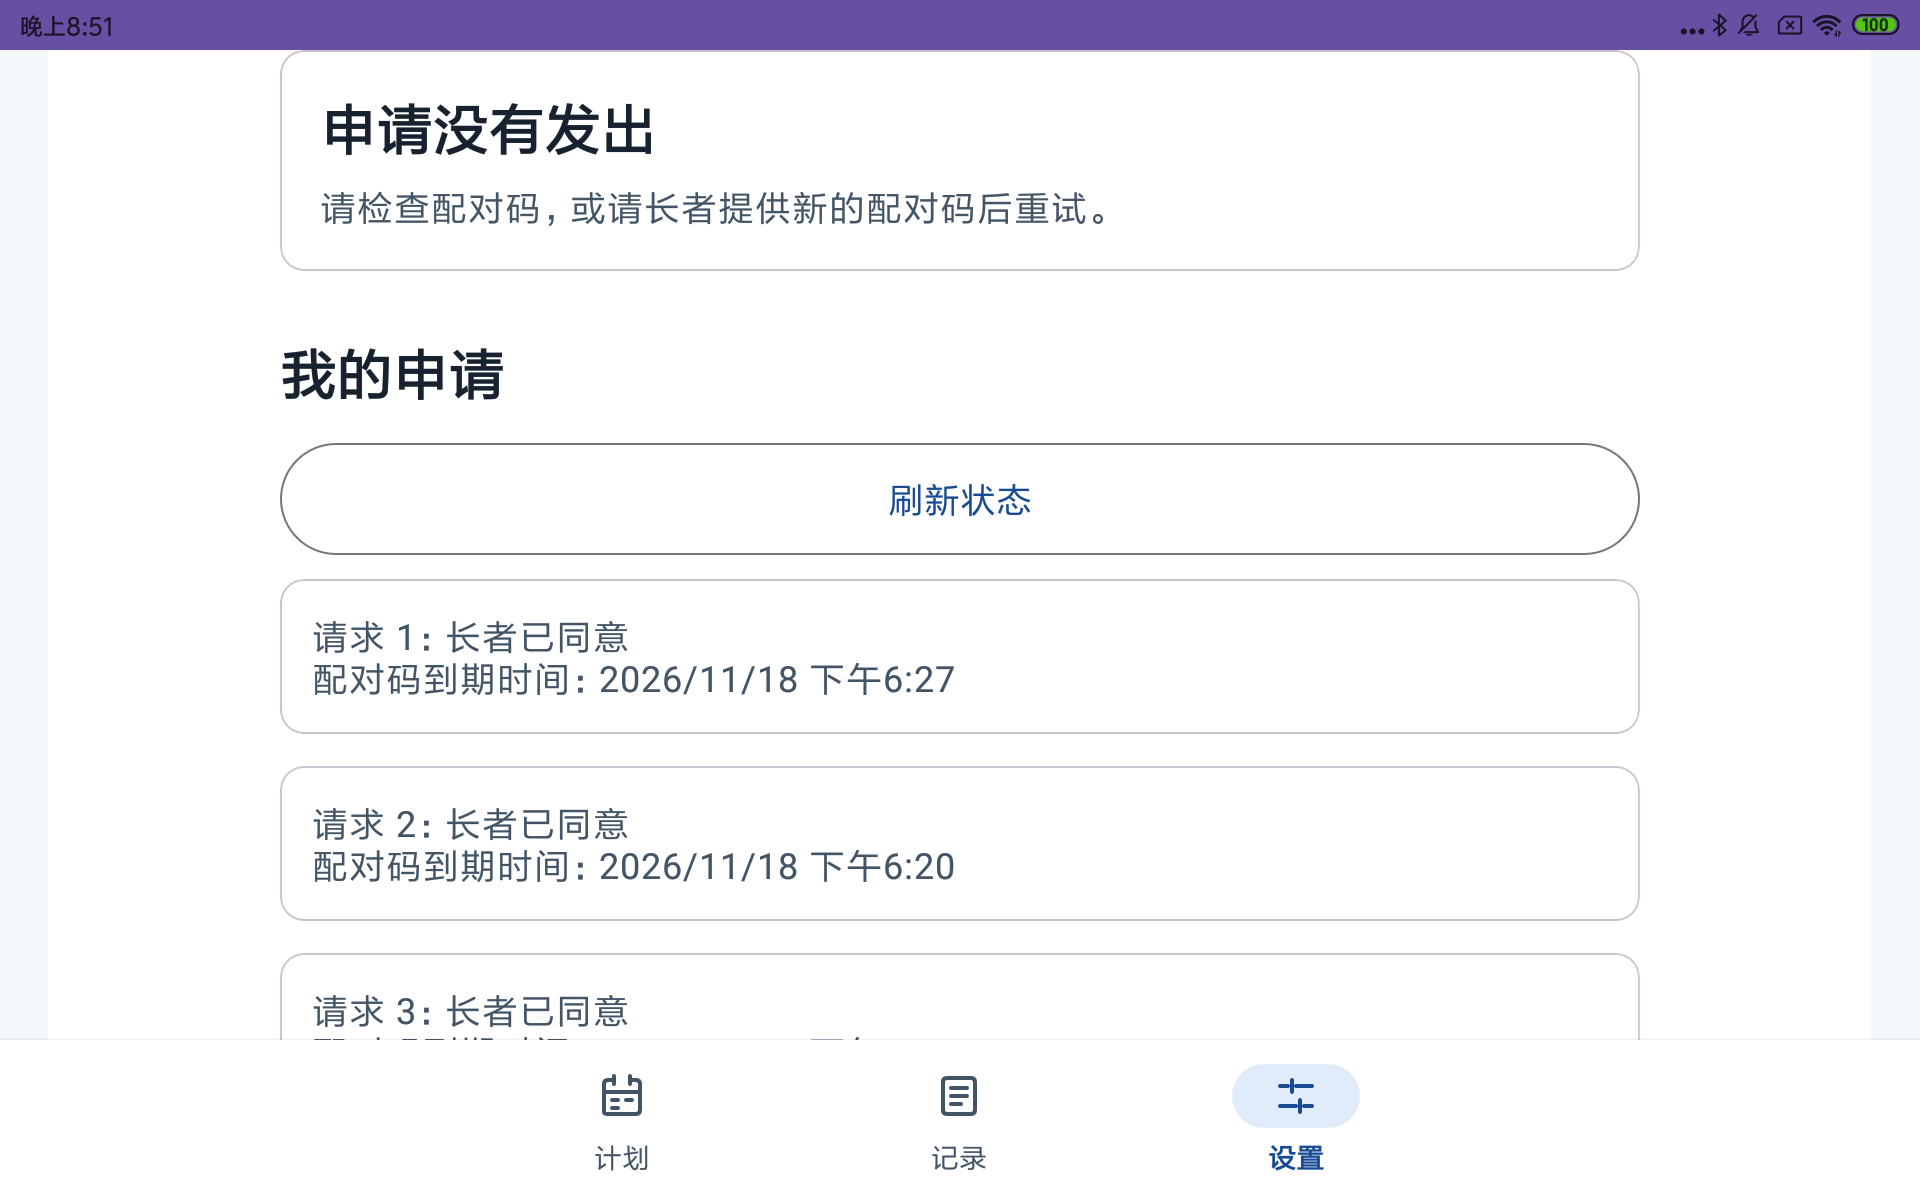 晚上8:51
100
申请没有发出
请检查配对码，或请长者提供新的配对码后重试。
我的申请
刷新状态
请求 1：长者已同意
配对码到期时间：2026/11/18 下午6:27
请求 2：长者已同意
配对码到期时间：2026/11/18 下午6:20
请求 3：长者已同意
计划
记录
设置